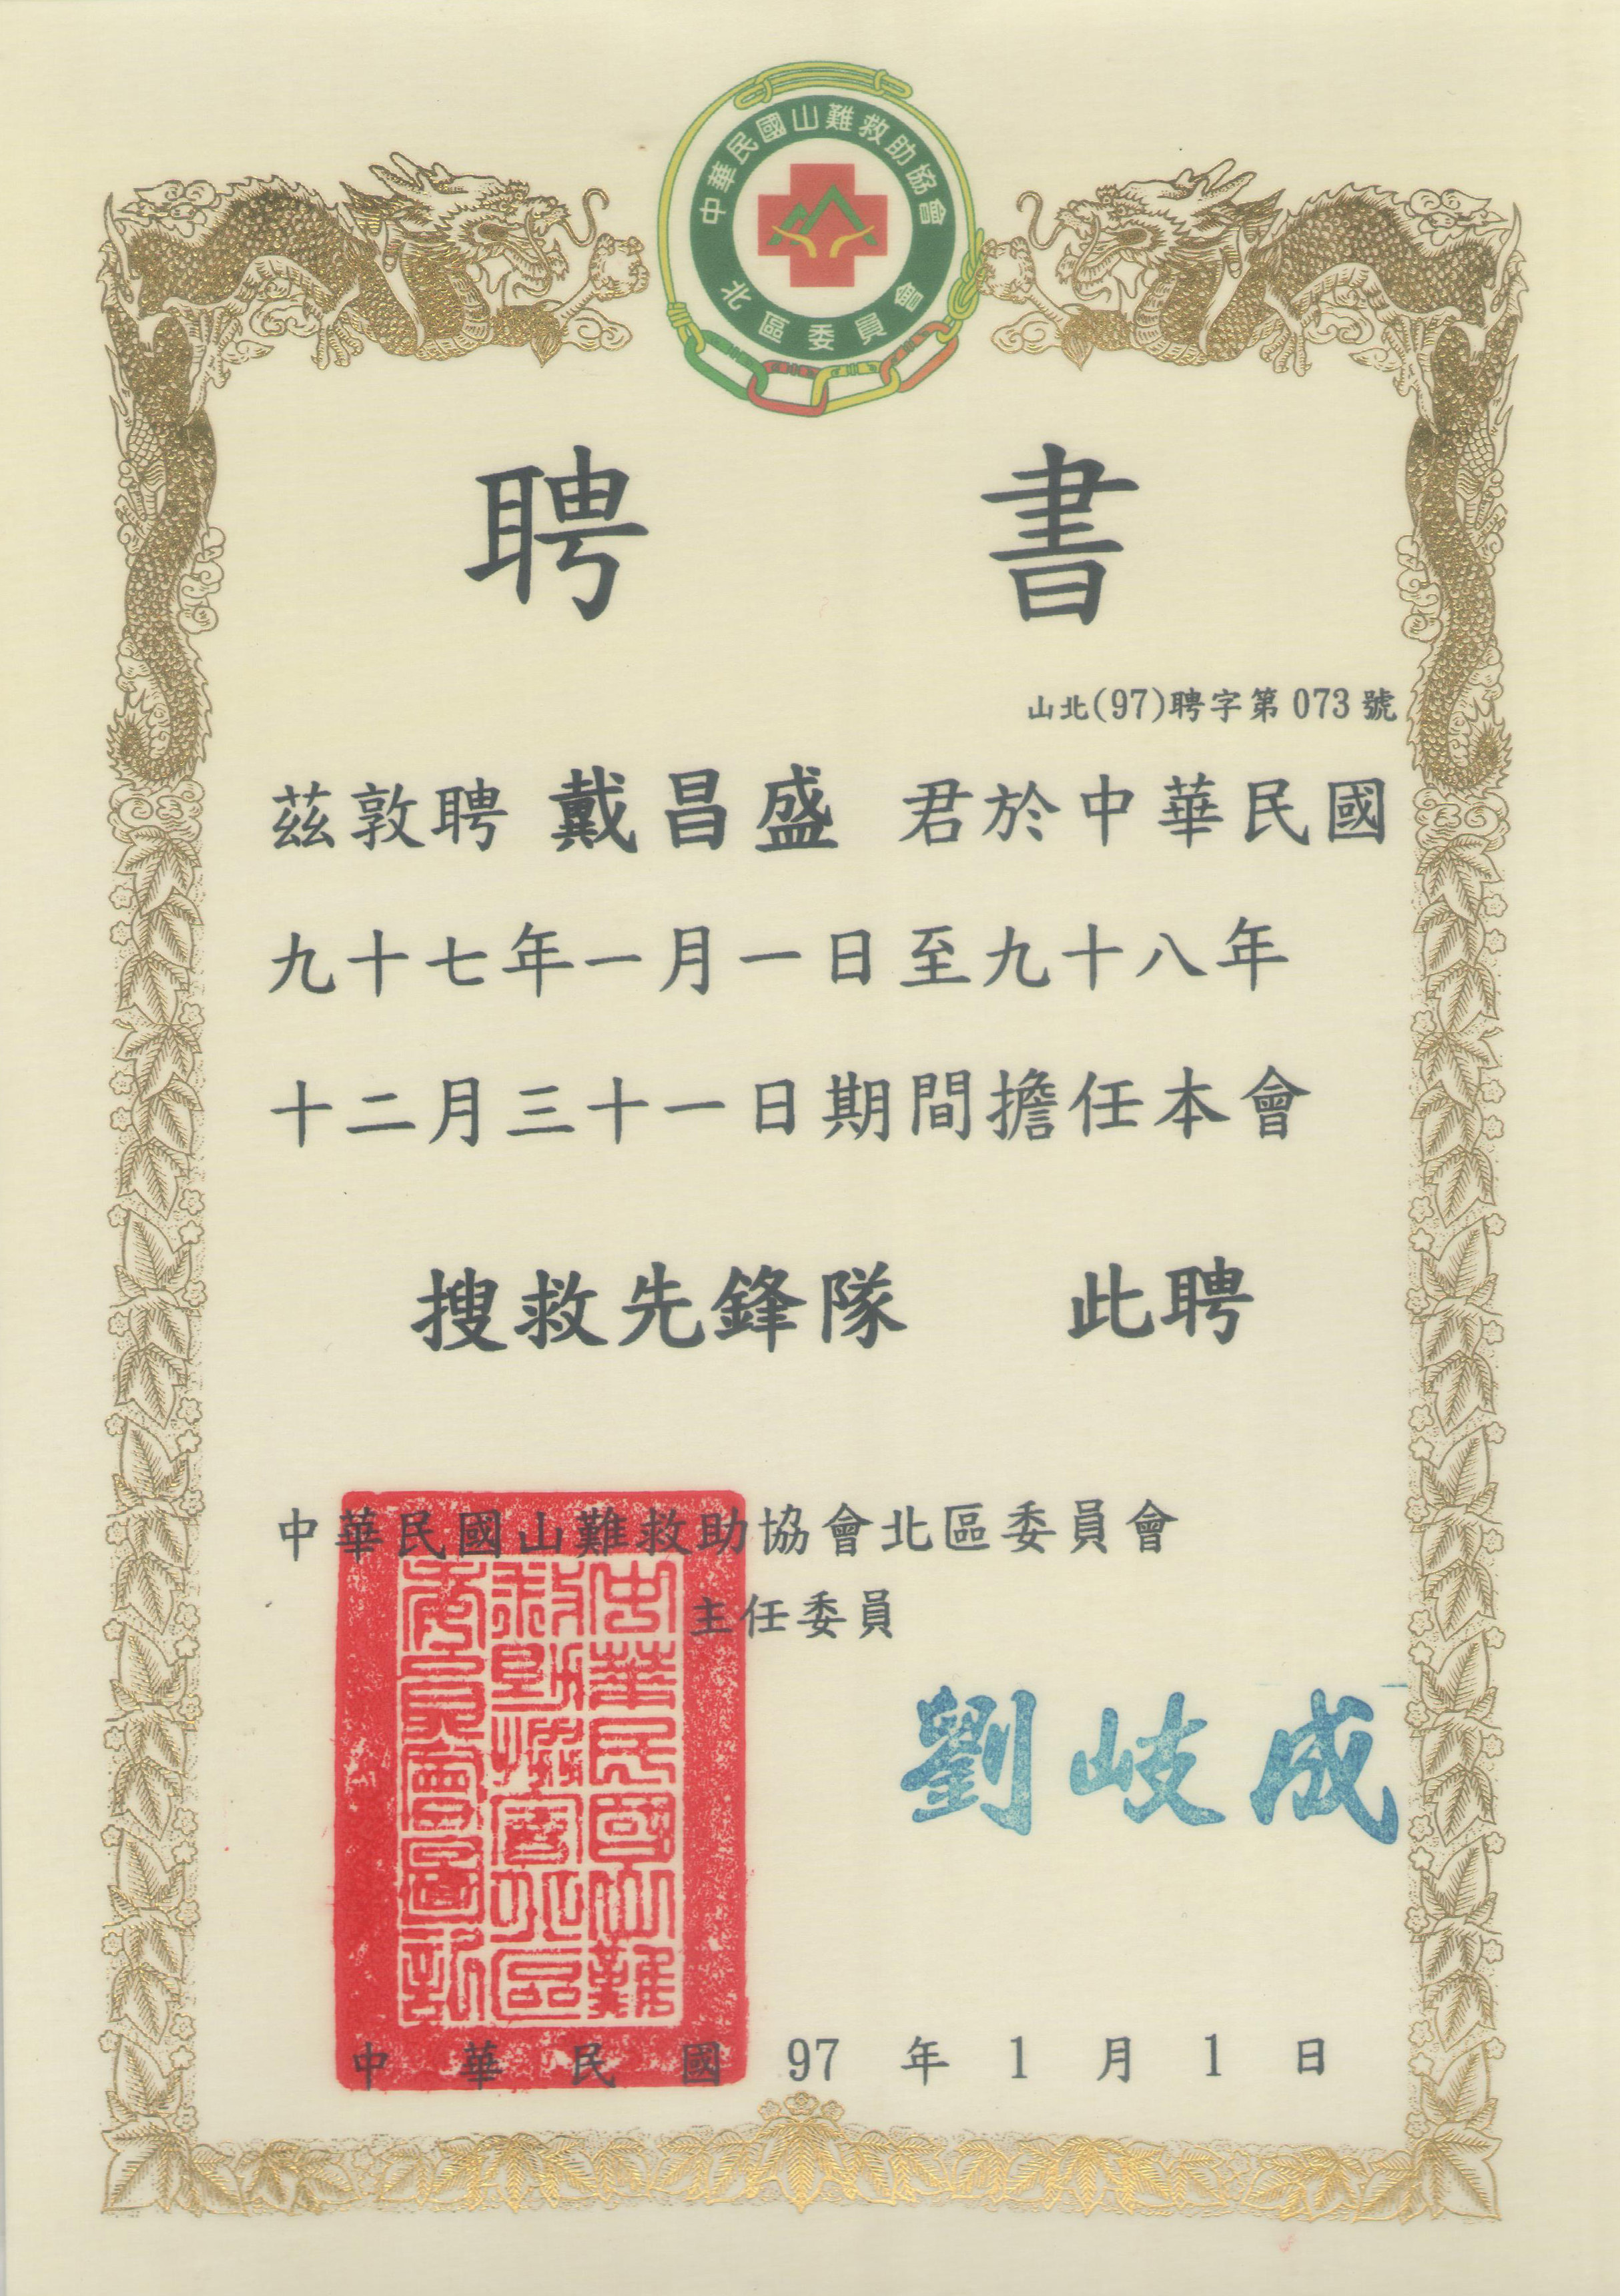 中華民國山難救助協會
北區委員會
聘 書
山北(97)聘字第 073 號
茲敦聘 戴昌盛 君於中華民國
九十七年一月一日至九十八年
十二月三十一日期間擔任本會
搜救先鋒隊 此聘
中華民國山難救助協會北區委員會
主任委員
劉岐成
中華民國山難
救助協會北區
委員會圖記
中 華 民 國 97 年 1 月 1 日